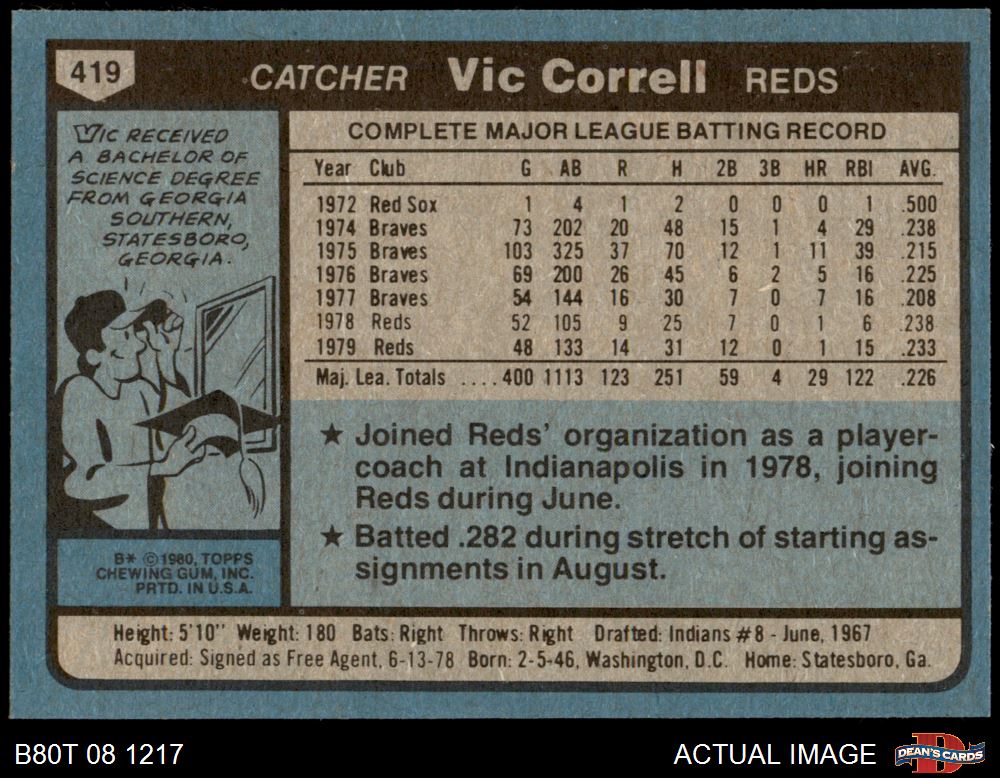 419
CATCHER Vic Correll REDS
VIC RECEIVED
A BACHELOR OF
SCIENCE DEGREE
FROM GEORGIA
SOUTHERN,
STATESBORO,
GEORGIA.
B* © 1980, TOPPS
CHEWING GUM, INC.
PRTD. IN U.S.A.
COMPLETE MAJOR LEAGUE BATTING RECORD
Year Club G AB R H 2B 3B HR RBI AVG.
1972 Red Sox 1 4 1 2 0 0 0 1 .500
1974 Braves 73 202 20 48 15 1 4 29 .238
1975 Braves 103 325 37 70 12 1 11 39 .215
1976 Braves 69 200 26 45 6 2 5 16 .225
1977 Braves 54 144 16 30 7 0 7 16 .208
1978 Reds 52 105 9 25 7 0 1 6 .238
1979 Reds 48 133 14 31 12 0 1 15 .233
Maj. Lea. Totals ....400 1113 123 251 59 4 29 122 .226
★ Joined Reds' organization as a player-
coach at Indianapolis in 1978, joining
Reds during June.
★ Batted .282 during stretch of starting as-
signments in August.
Height: 5'10" Weight: 180 Bats: Right Throws: Right Drafted: Indians #8 - June, 1967
Acquired: Signed as Free Agent, 6-13-78 Born: 2-5-46, Washington, D.C. Home: Statesboro, Ga.
B80T 08 1217
ACTUAL IMAGE
DEAN'S CARDS